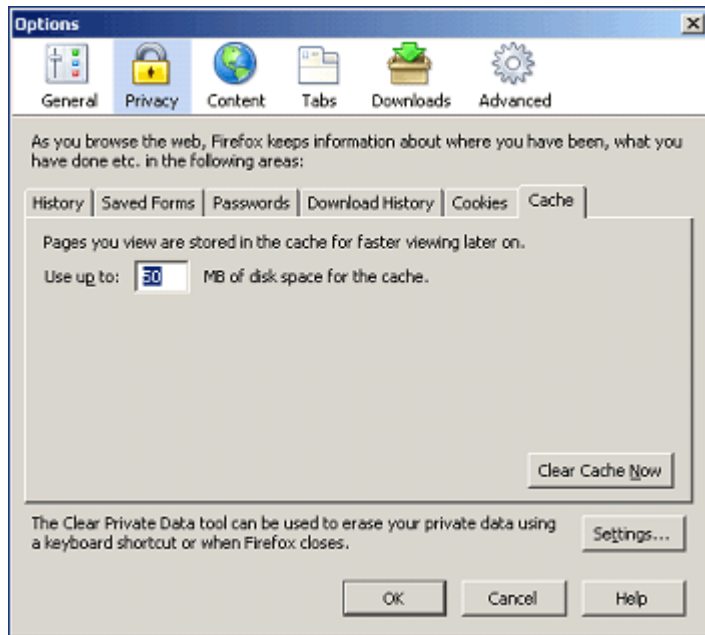 Options
General Privacy Content Tabs Downloads Advanced
As you browse the web, Firefox keeps information about where you have been, what you
have done etc. in the following areas:
History Saved Forms Passwords Download History Cookies Cache
Pages you view are stored in the cache for faster viewing later on.
Use up to: 50 MB of disk space for the cache.
Clear Cache Now
The Clear Private Data tool can be used to erase your private data using
a keyboard shortcut or when Firefox closes.
Settings...
OK Cancel Help